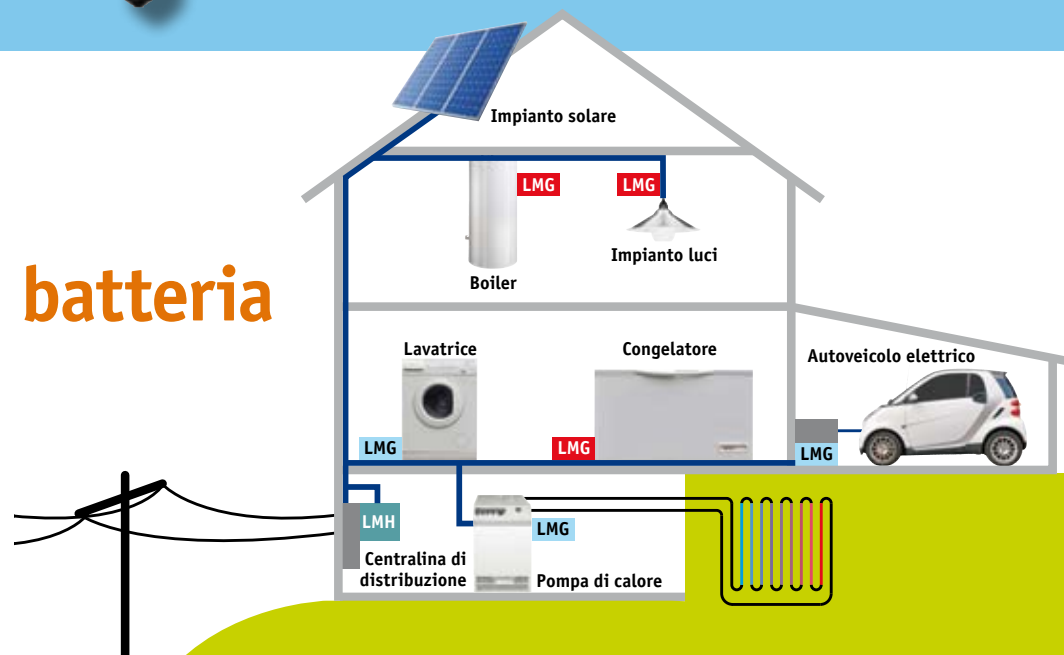 Impianto solare
LMG
LMG
Impianto luci
Boiler
batteria
Lavatrice
Congelatore
Autoveicolo elettrico
LMG
LMG
LMG
LMH
LMG
Centralina di
distribuzione
Pompa di calore